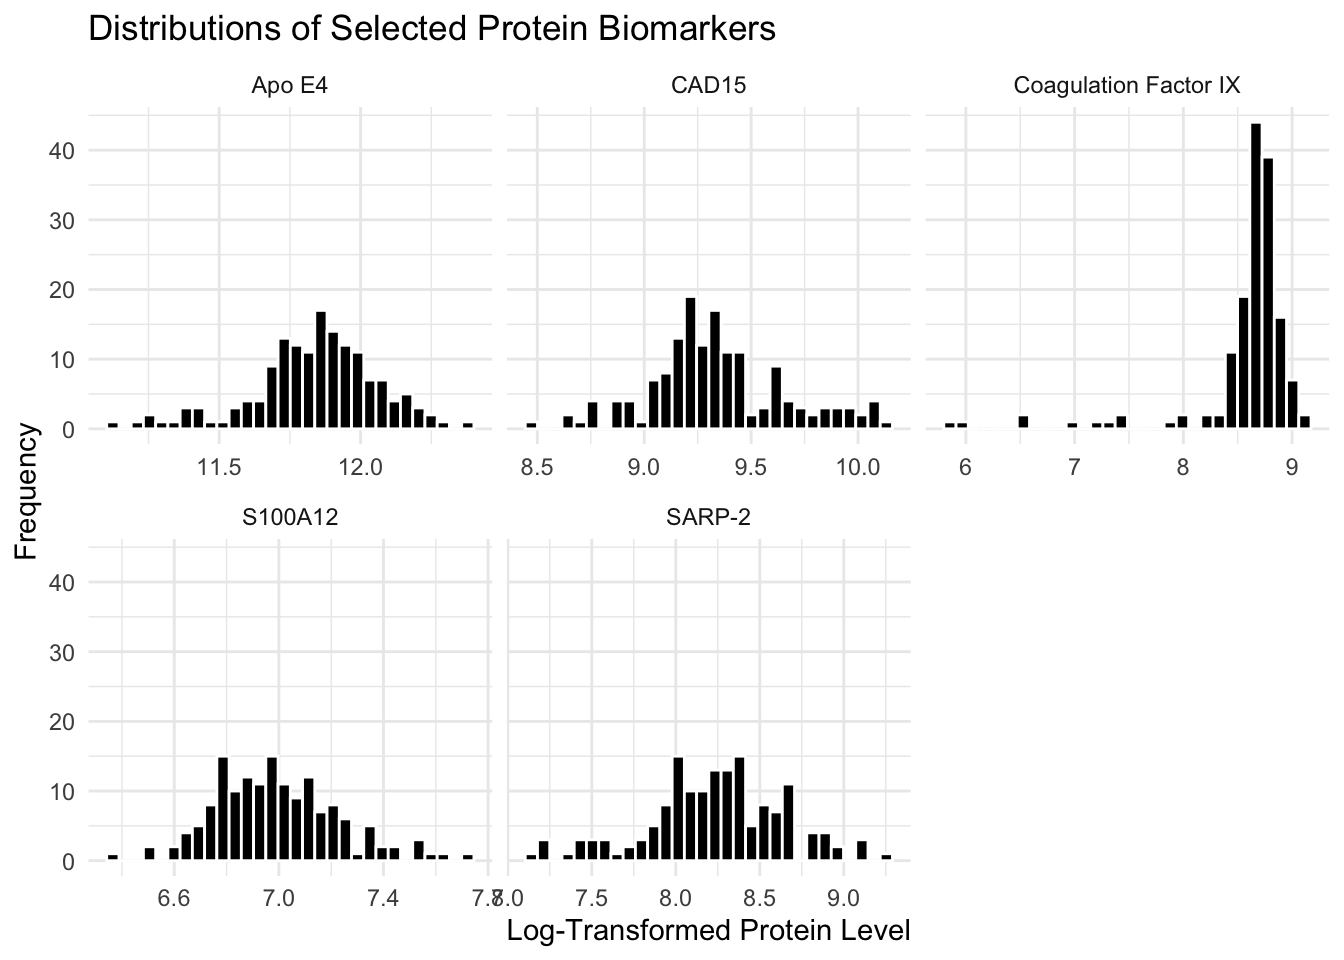 Distributions of Selected Protein Biomarkers
Apo E4 CAD15 Coagulation Factor IX
40
30
20
10
0
11.5 12.0 8.5 9.0 9.5 10.0 6 7 8 9
Frequency
S100A12 SARP-2
40
30
20
10
0
6.6 7.0 7.4 7.8 7.0 7.5 8.0 8.5 9.0
Log-Transformed Protein Level